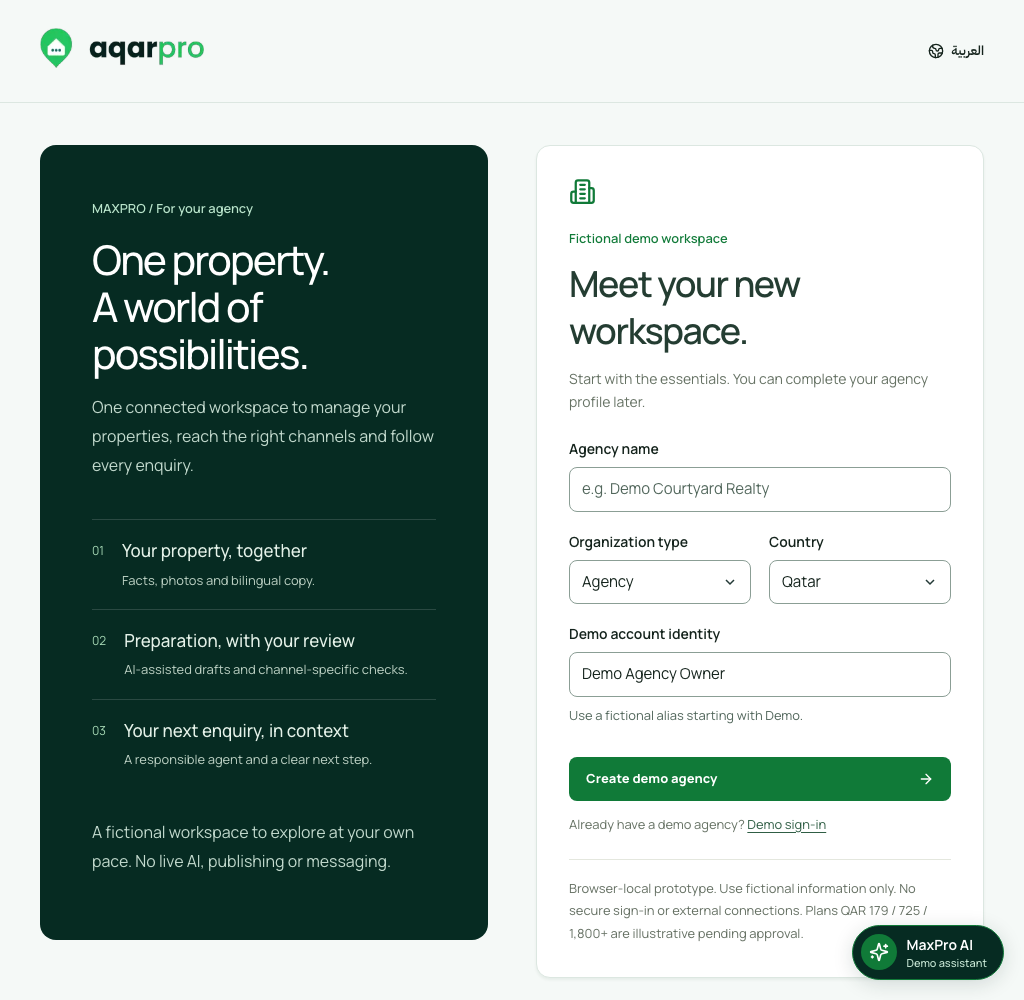 aqarpro
العربية
MAXPRO / For your agency
One property.
A world of
possibilities.
One connected workspace to manage your
properties, reach the right channels and follow
every enquiry.
01 Your property, together
Facts, photos and bilingual copy.
02 Preparation, with your review
AI-assisted drafts and channel-specific checks.
03 Your next enquiry, in context
A responsible agent and a clear next step.
A fictional workspace to explore at your own
pace. No live AI, publishing or messaging.
Fictional demo workspace
Meet your new
workspace.
Start with the essentials. You can complete your agency
profile later.
Agency name
e.g. Demo Courtyard Realty
Organization type Country
Agency Qatar
Demo account identity
Demo Agency Owner
Use a fictional alias starting with Demo.
Create demo agency
Already have a demo agency? Demo sign-in
Browser-local prototype. Use fictional information only. No
secure sign-in or external connections. Plans QAR 179 / 725 /
1,800+ are illustrative pending approval.
MaxPro AI
Demo assistant